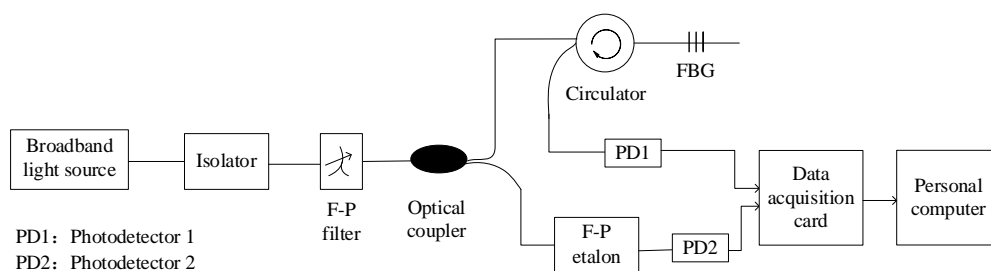 FBG
Circulator
Broadband
light source
Isolator
F-P
filter
Optical
coupler
PD1
F-P
etalon
PD2
Data
acquisition
card
Personal
computer
PD1：Photodetector 1
PD2：Photodetector 2